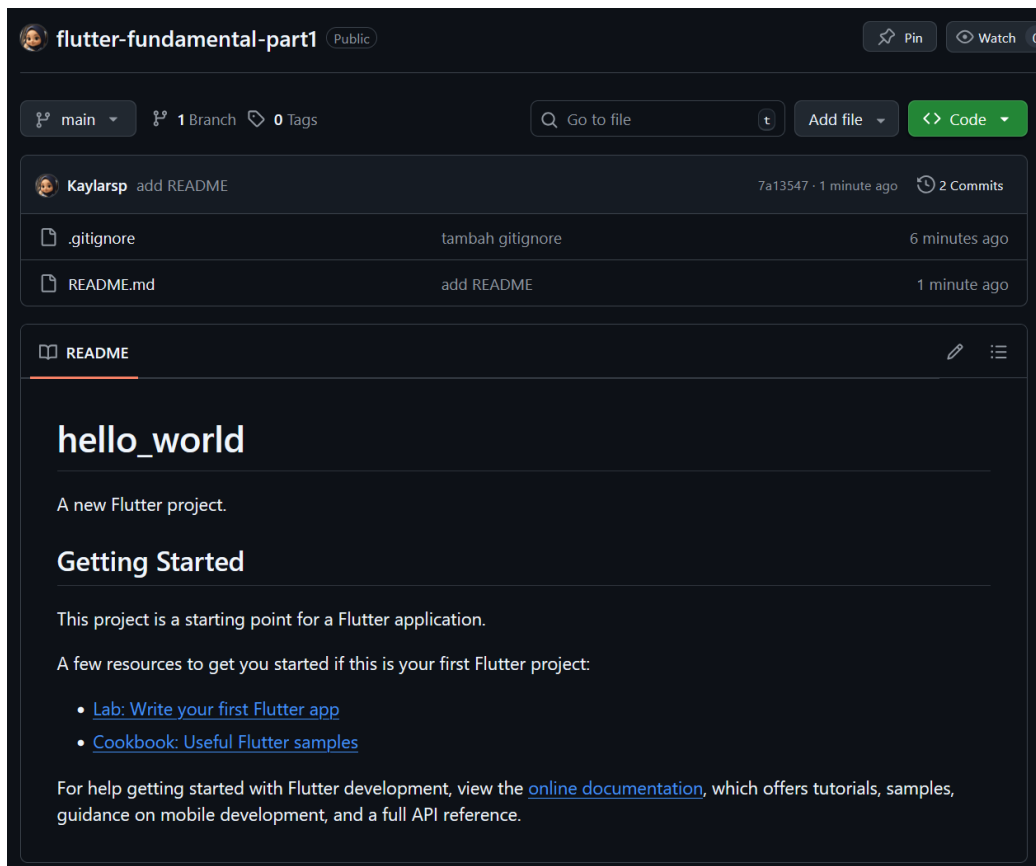 flutter-fundamental-part1 Public Pin Watch 0
main 1 Branch 0 Tags Go to file t Add file Code
Kaylarsp add README 7a13547 · 1 minute ago 2 Commits
.gitignore tambah gitignore 6 minutes ago
README.md add README 1 minute ago
README
hello_world
A new Flutter project.
Getting Started
This project is a starting point for a Flutter application.
A few resources to get you started if this is your first Flutter project:
• Lab: Write your first Flutter app
• Cookbook: Useful Flutter samples
For help getting started with Flutter development, view the online documentation, which offers tutorials, samples,
guidance on mobile development, and a full API reference.